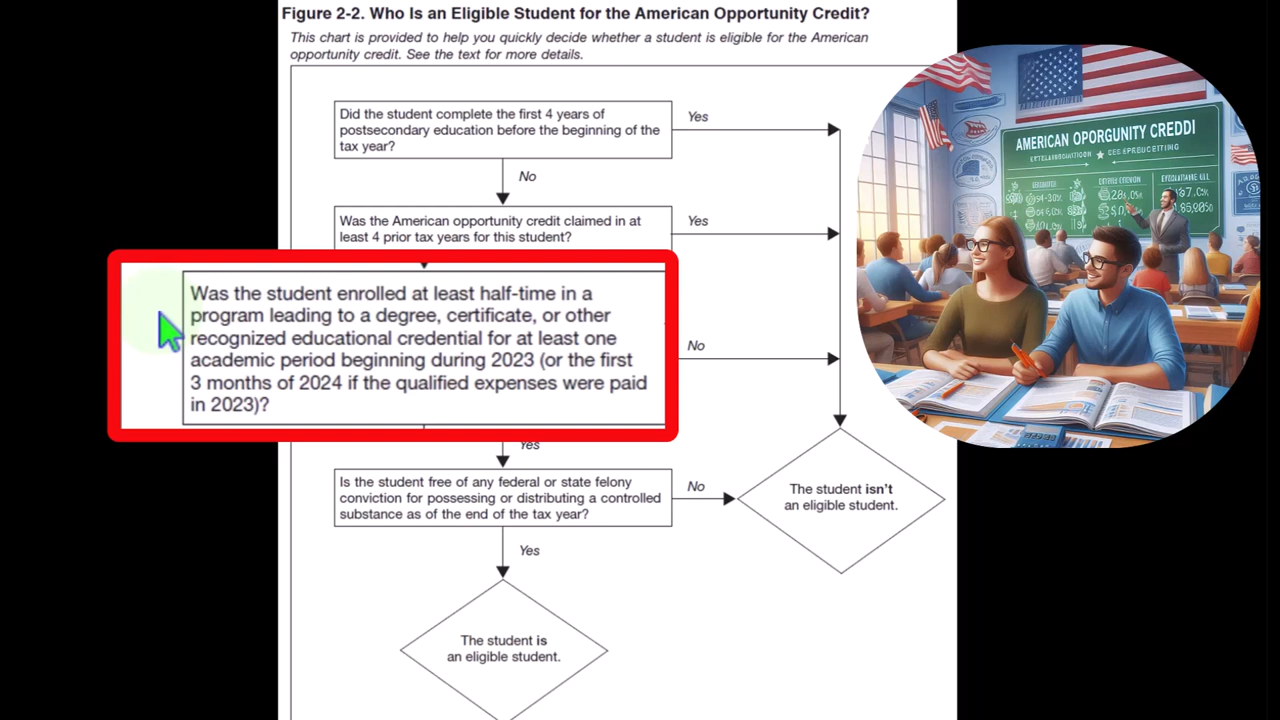 Figure 2-2. Who Is an Eligible Student for the American Opportunity Credit?
This chart is provided to help you quickly decide whether a student is eligible for the American
opportunity credit. See the text for more details.
Did the student complete the first 4 years of
postsecondary education before the beginning of the
tax year?
Yes
No
Was the American opportunity credit claimed in at
least 4 prior tax years for this student?
Yes
Was the student enrolled at least half-time in a
program leading to a degree, certificate, or other
recognized educational credential for at least one
academic period beginning during 2023 (or the first
3 months of 2024 if the qualified expenses were paid
in 2023)?
No
Yes
Is the student free of any federal or state felony
conviction for possessing or distributing a controlled
substance as of the end of the tax year?
No
The student isn't
an eligible student.
Yes
The student is
an eligible student.
AMERICAN OPORGUNITY CREDDI